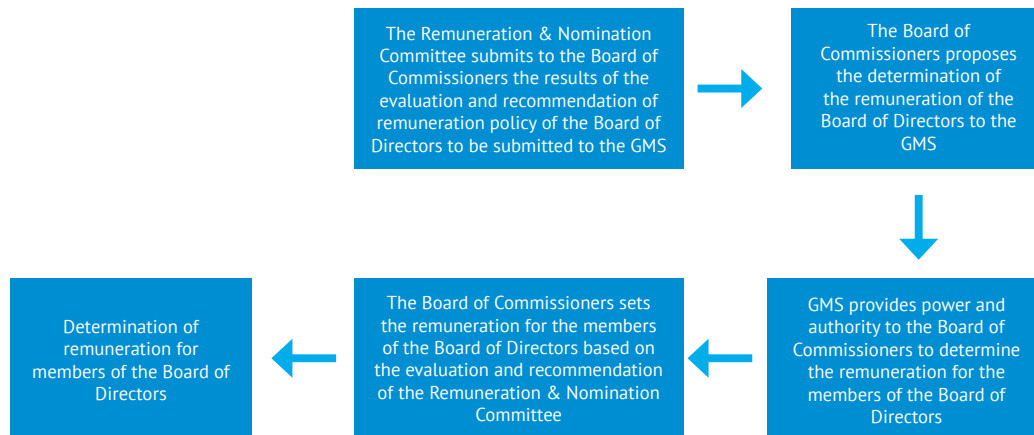 The Remuneration & Nomination
Committee submits to the Board of
Commissioners the results of the
evaluation and recommendation of
remuneration policy of the Board of
Directors to be submitted to the GMS
The Board of
Commissioners proposes
the determination of
the remuneration of the
Board of Directors to the
GMS
GMS provides power and
authority to the Board of
Commissioners to determine
the remuneration for the
members of the Board of
Directors
The Board of Commissioners sets
the remuneration for the members
of the Board of Directors based on
the evaluation and recommendation
of the Remuneration & Nomination
Committee
Determination of
remuneration for
members of the Board of
Directors